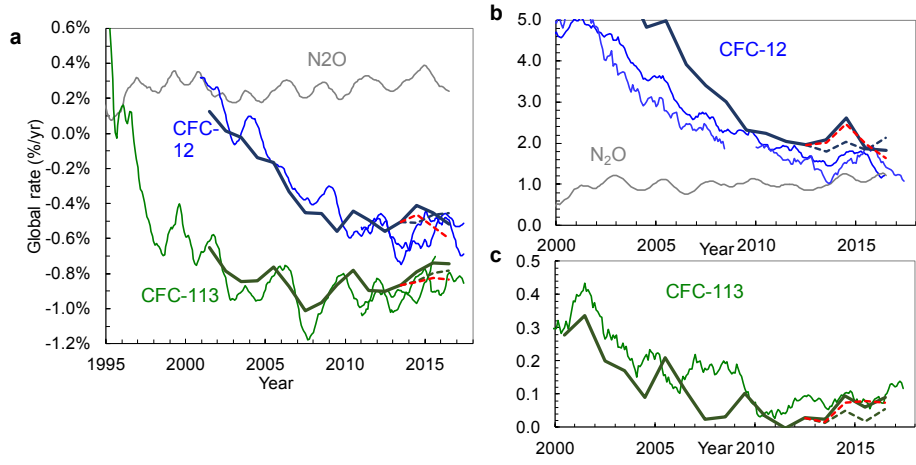 a
Global rate (%/yr)
0.6%
0.4%
0.2%
0.0%
-0.2%
-0.4%
-0.6%
-0.8%
-1.0%
-1.2%
N2O
CFC-
12
CFC-113
1995 2000 2005 2010 2015
Year
b
5.0
4.0
3.0
2.0
1.0
0.0
CFC-12
N₂O
2000 2005 Year 2010 2015
c
0.5
0.4
0.3
0.2
0.1
0.0
CFC-113
2000 2005 Year 2010 2015